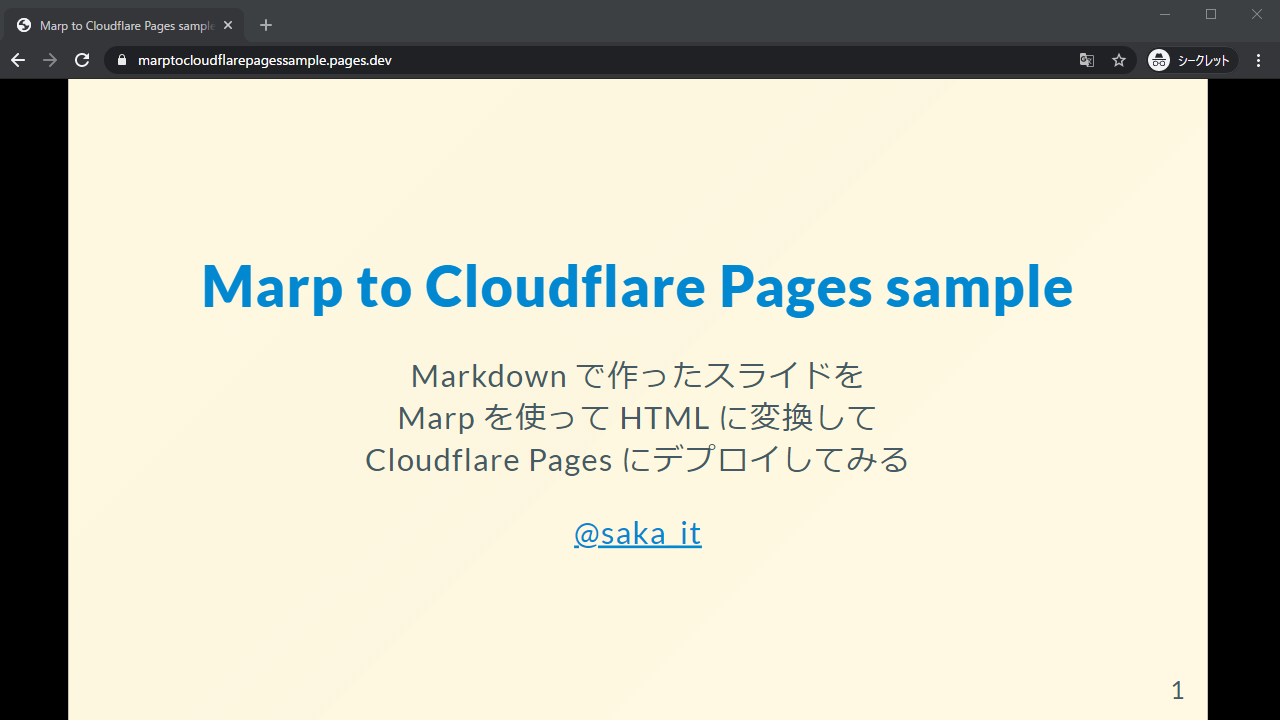 Marp to Cloudflare Pages sample
marptocloudflarepagessample.pages.dev
シークレット
Marp to Cloudflare Pages sample
Markdown で作ったスライドを
Marp を使って HTML に変換して
Cloudflare Pages にデプロイしてみる
@saka_it
1